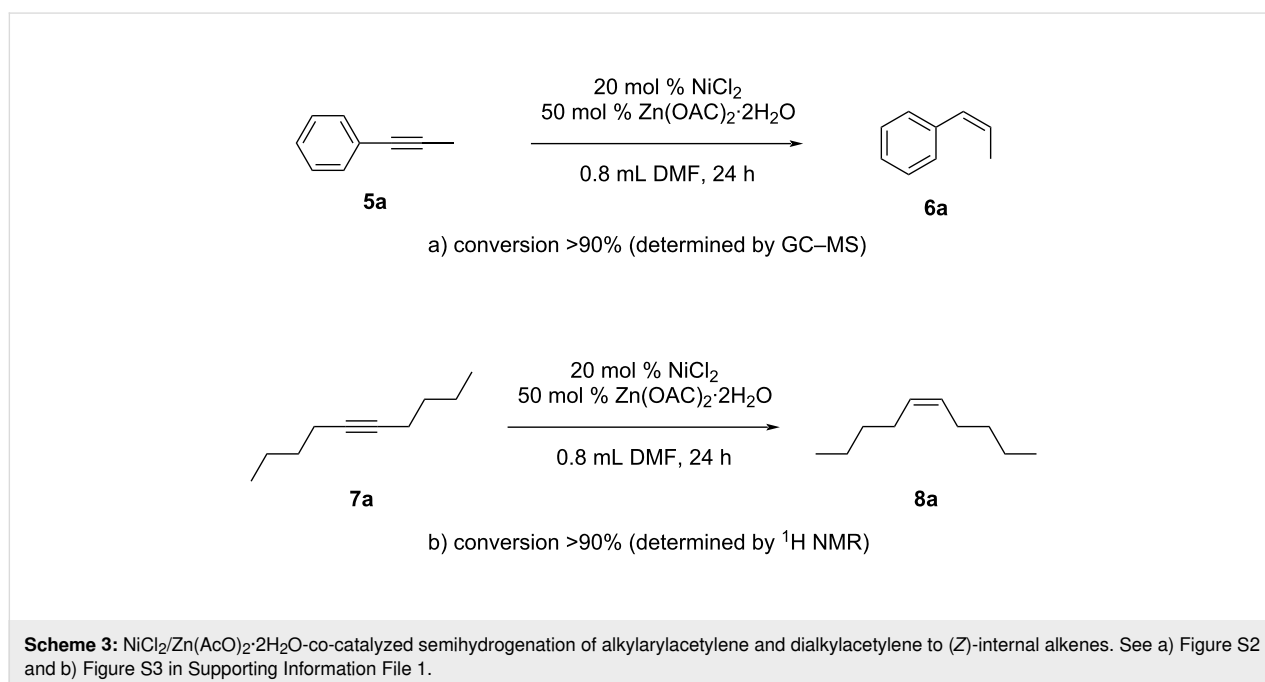 20 mol % NiCl2
50 mol % Zn(OAC)2·2H2O
0.8 mL DMF, 24 h
5a
6a
a) conversion >90% (determined by GC–MS)
20 mol % NiCl2
50 mol % Zn(OAC)2·2H2O
0.8 mL DMF, 24 h
7a
8a
b) conversion >90% (determined by 1H NMR)
Scheme 3: NiCl2/Zn(AcO)2·2H2O-co-catalyzed semihydrogenation of alkylarylacetylene and dialkylacetylene to (Z)-internal alkenes. See a) Figure S2
and b) Figure S3 in Supporting Information File 1.